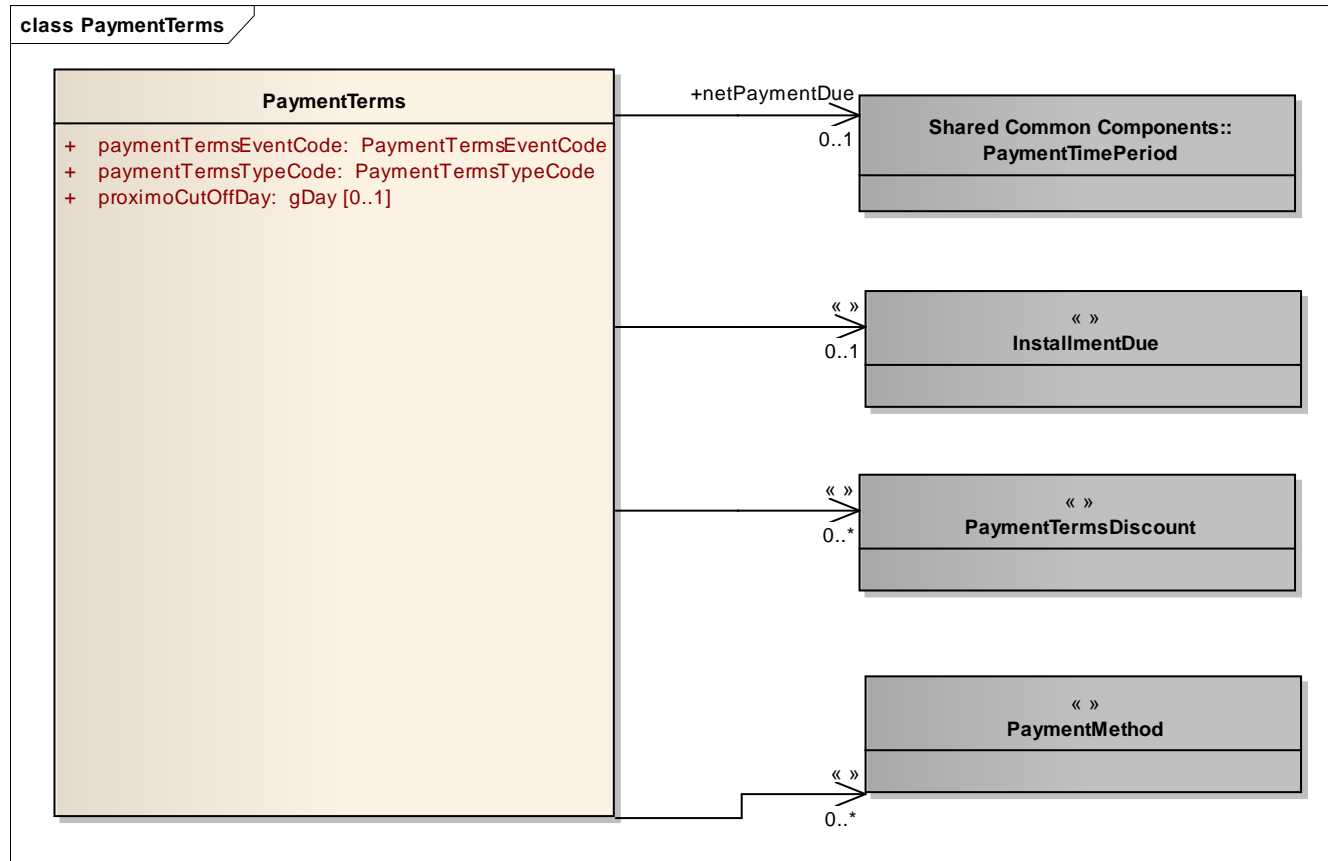 class PaymentTerms
PaymentTerms
+ paymentTermsEventCode: PaymentTermsEventCode
+ paymentTermsTypeCode: PaymentTermsTypeCode
+ proximoCutOffDay: gDay [0..1]
+netPaymentDue
0..1
Shared Common Components::
PaymentTimePeriod
« »
0..1
« »
InstallmentDue
« »
0..*
« »
PaymentTermsDiscount
« »
0..*
« »
PaymentMethod